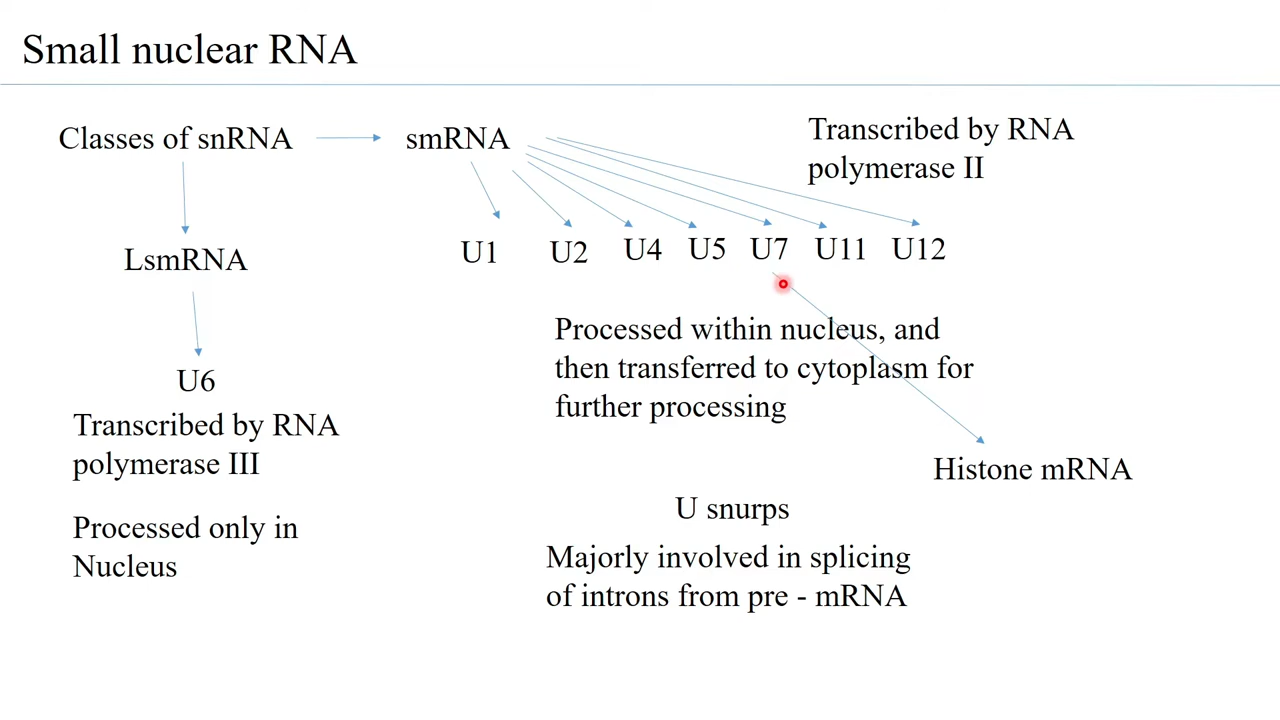 Small nuclear RNA
Classes of snRNA
smRNA
Transcribed by RNA
polymerase II
LsmRNA
U1
U2
U4
U5
U7
U11
U12
Processed within nucleus, and
then transferred to cytoplasm for
further processing
U6
Transcribed by RNA
polymerase III
Histone mRNA
U snurps
Processed only in
Nucleus
Majorly involved in splicing
of introns from pre - mRNA